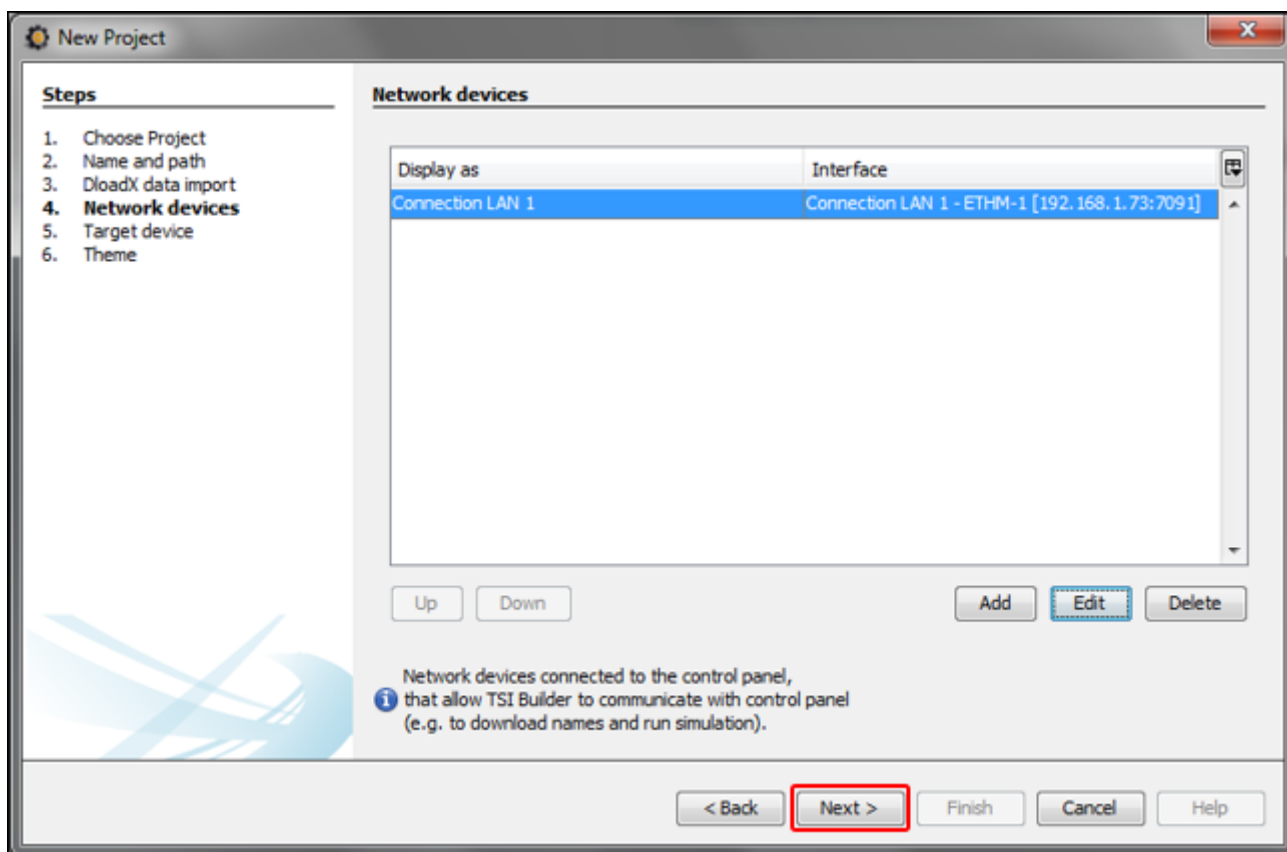 New Project
Steps
1. Choose Project
2. Name and path
3. DloadX data import
4. Network devices
5. Target device
6. Theme
Network devices
Display as Interface
Connection LAN 1 Connection LAN 1 - ETHM-1 [192.168.1.73:7091]
Up Down Add Edit Delete
Network devices connected to the control panel,
that allow TSI Builder to communicate with control panel
(e.g. to download names and run simulation).
< Back Next > Finish Cancel Help